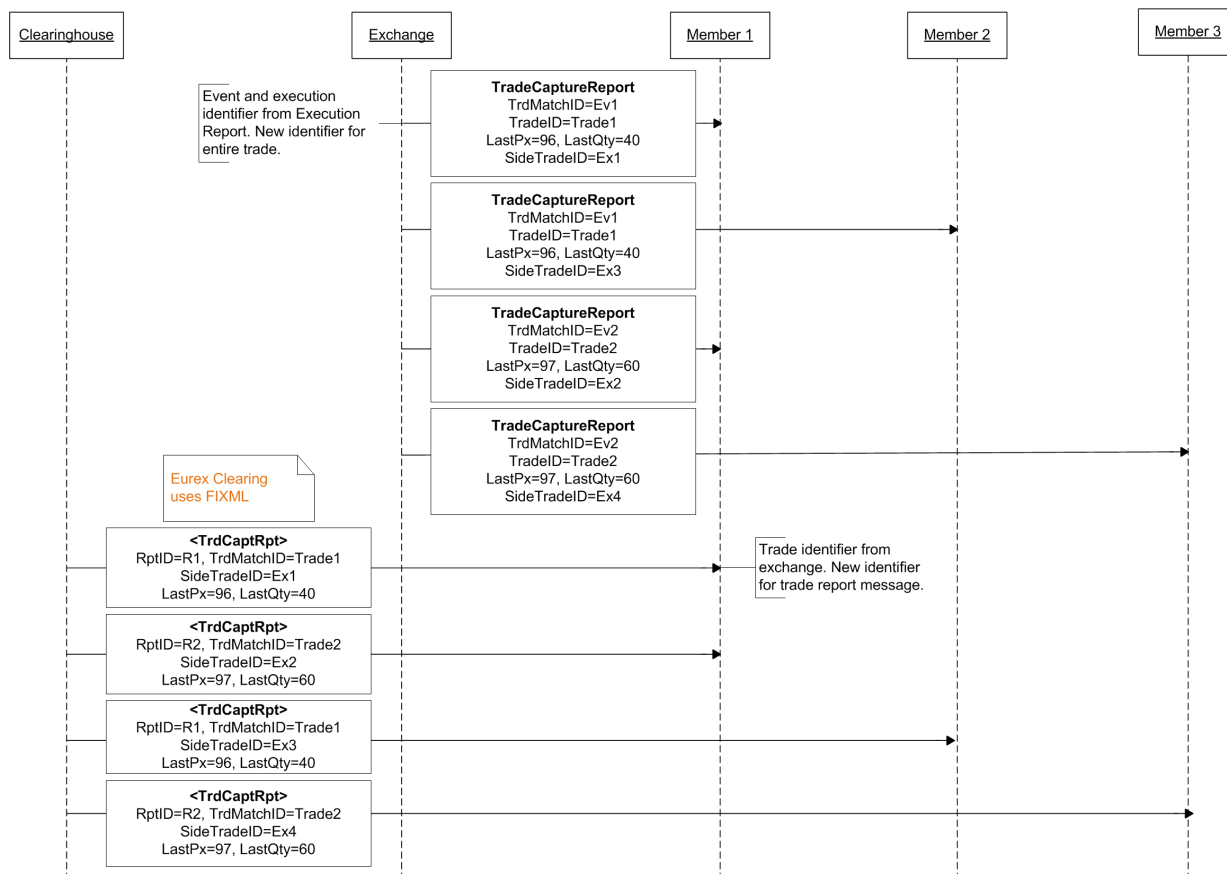 Clearinghouse
Exchange
Member 1
Member 2
Member 3
Event and execution
identifier from Execution
Report. New identifier for
entire trade.
TradeCaptureReport
TrdMatchID=Ev1
TradeID=Trade1
LastPx=96, LastQty=40
SideTradeID=Ex1
TradeCaptureReport
TrdMatchID=Ev1
TradeID=Trade1
LastPx=96, LastQty=40
SideTradeID=Ex3
TradeCaptureReport
TrdMatchID=Ev2
TradeID=Trade2
LastPx=97, LastQty=60
SideTradeID=Ex2
TradeCaptureReport
TrdMatchID=Ev2
TradeID=Trade2
LastPx=97, LastQty=60
SideTradeID=Ex4
Eurex Clearing
uses FIXML
<TrdCaptRpt>
RptID=R1, TrdMatchID=Trade1
SideTradeID=Ex1
LastPx=96, LastQty=40
Trade identifier from
exchange. New identifier
for trade report message.
<TrdCaptRpt>
RptID=R2, TrdMatchID=Trade2
SideTradeID=Ex2
LastPx=97, LastQty=60
<TrdCaptRpt>
RptID=R1, TrdMatchID=Trade1
SideTradeID=Ex3
LastPx=96, LastQty=40
<TrdCaptRpt>
RptID=R2, TrdMatchID=Trade2
SideTradeID=Ex4
LastPx=97, LastQty=60